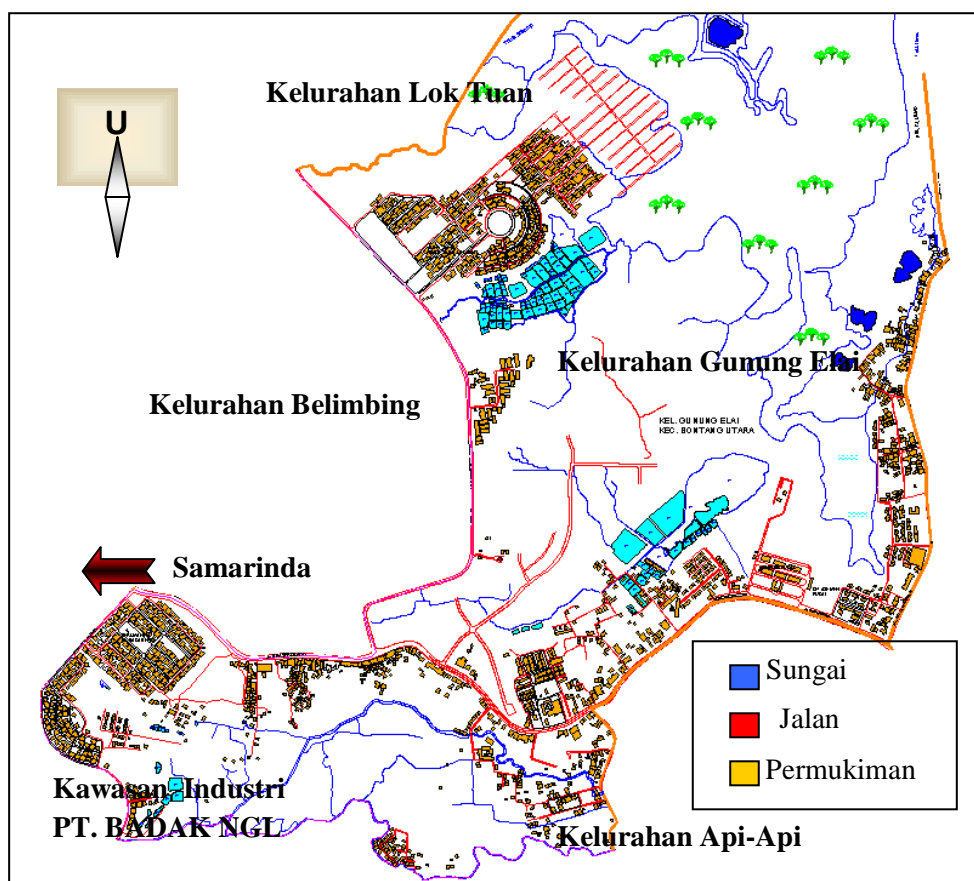 Kelurahan Lok Tuan
U
Kelurahan Gunung Elai
Kelurahan Belimbing
KEL. GUNUNG ELAI
KEC. BONTANG UTARA
Samarinda
Sungai
Jalan
Permukiman
Kawasan Industri
PT. BADAK NGL
Kelurahan Api-Api